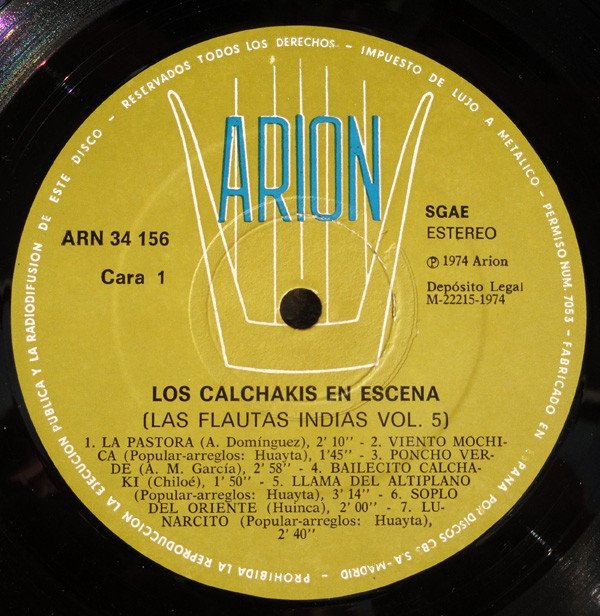 RESERVADOS TODOS LOS DERECHOS - IMPUESTO DE LUJO A METALICO - PERMISO NUM. 7053 - FABRICADO EN ESPAÑA POR DISCOS CBS S.A-MADRID - PROHIBIDA LA REPRODUCCION LA EJECUCION PUBLICA Y LA RADIODIFUSION DE ESTE DISCO -
ARION
ARN 34 156
Cara 1
SGAE
ESTEREO
℗ 1974 Arion
Depósito Legal
M-22215-1974
LOS CALCHAKIS EN ESCENA
(LAS FLAUTAS INDIAS VOL. 5)
1. LA PASTORA (A. Domínguez), 2' 10'' - 2. VIENTO MOCHI-
CA (Popular-arreglos: Huayta), 1'45'' - 3. PONCHO VER-
DE (A. M. García), 2' 58'' - 4. BAILECITO CALCHA-
KI (Chiloé), 1' 50'' - 5. LLAMA DEL ALTIPLANO
(Popular-arreglos: Huayta), 3' 14'' - 6. SOPLO
DEL ORIENTE (Huinca), 2' 00'' - 7. LU-
NARCITO (Popular-arreglos: Huayta),
2' 40''